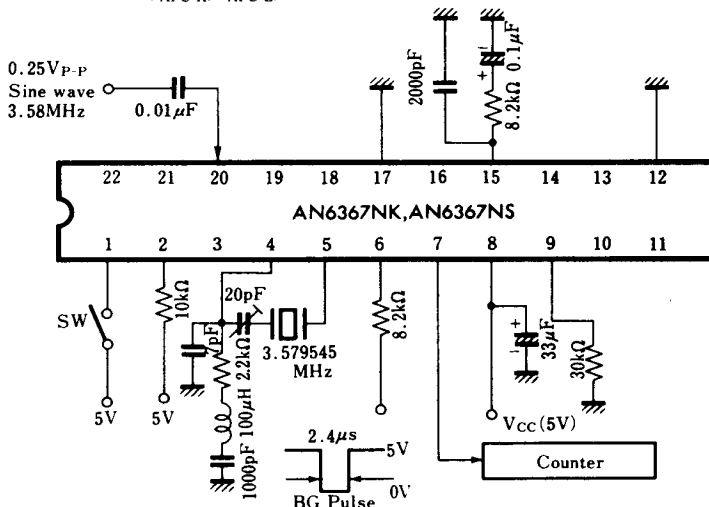 0.25VP-P
Sine wave
3.58MHz
0.01μF
2000pF
0.1μF
8.2kΩ
22 21 20 19 18 17 16 15 14 13 12
AN6367NK,AN6367NS
1 2 3 4 5 6 7 8 9 10 11
SW
5V
10kΩ
5V
20pF
7pF
2.2kΩ
100μH
1000pF
3.579545
MHz
8.2kΩ
2.4μs
5V
0V
BG Pulse
33μF
VCC(5V)
30kΩ
Counter